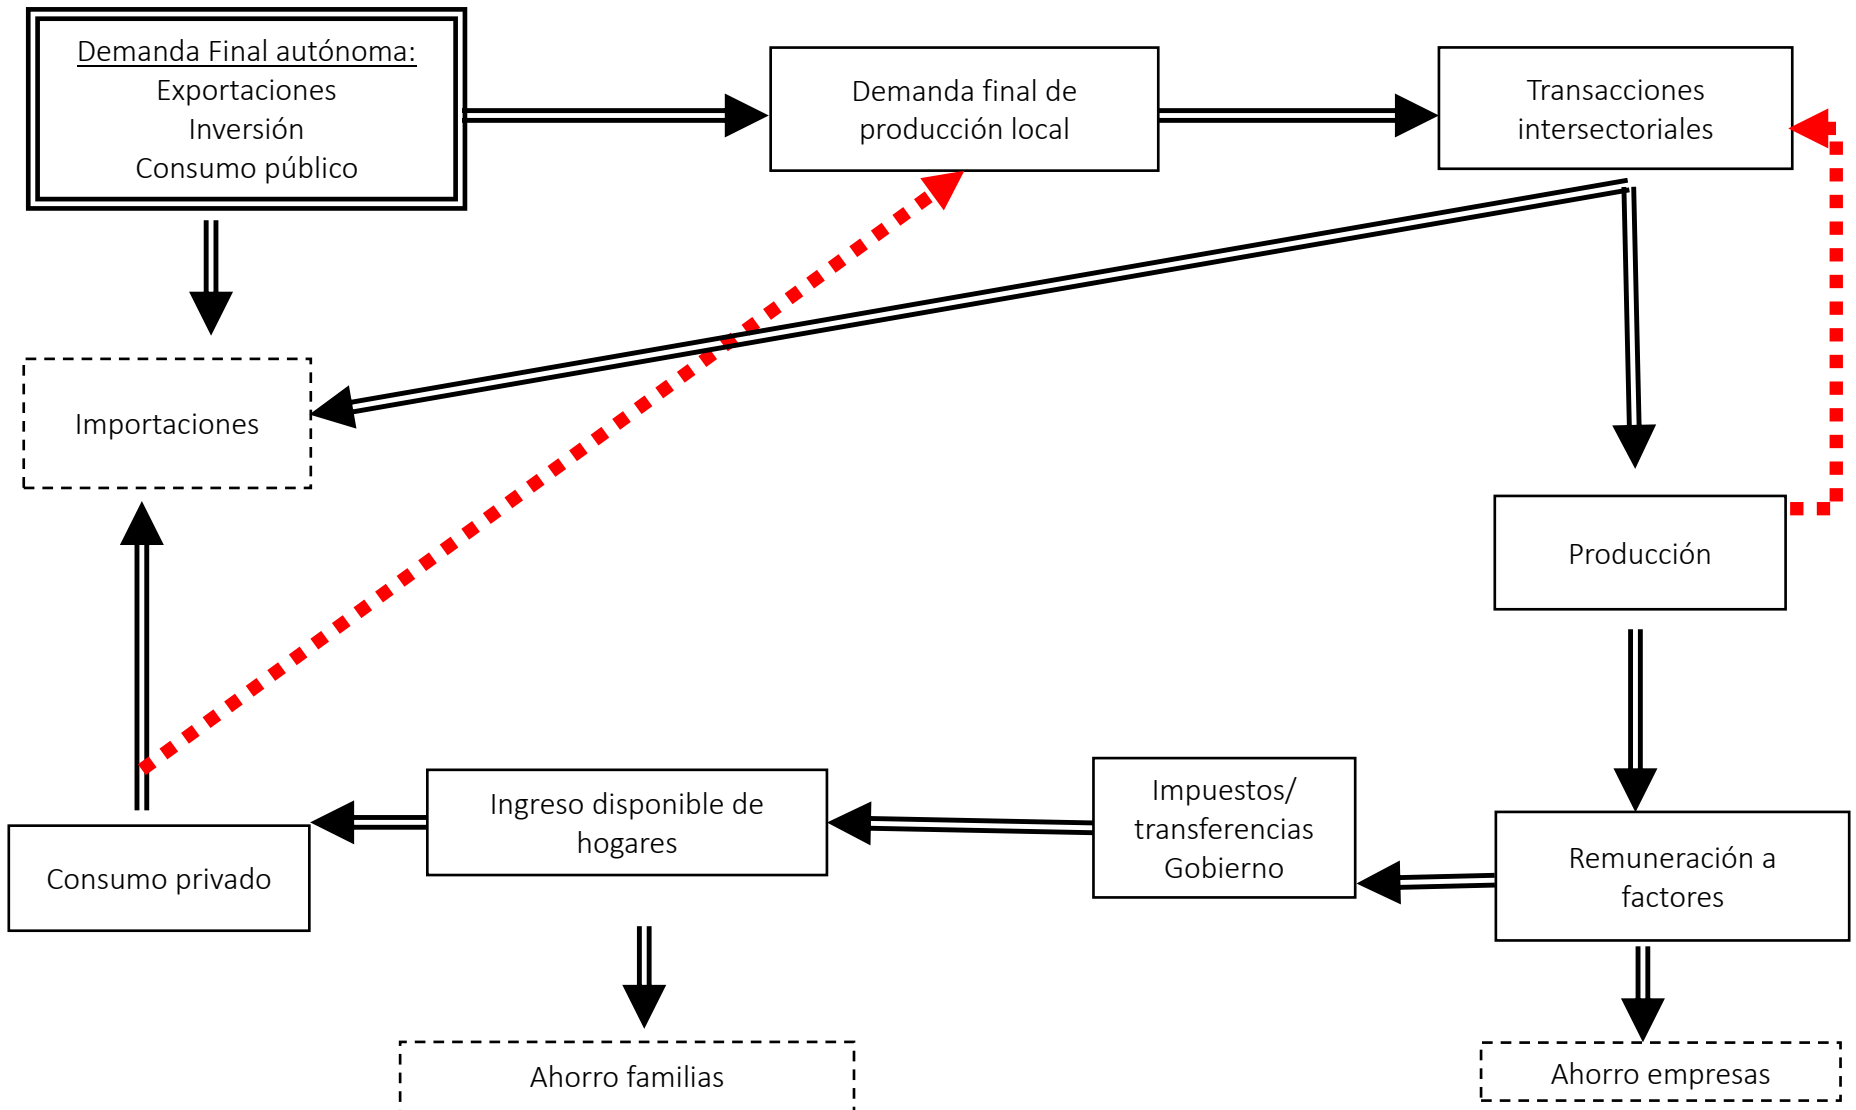 Demanda Final autónoma:
Exportaciones
Inversión
Consumo público
Demanda final de
producción local
Transacciones
intersectoriales
Importaciones
Producción
Consumo privado
Ingreso disponible de
hogares
Impuestos/
transferencias
Gobierno
Remuneración a
factores
Ahorro familias
Ahorro empresas